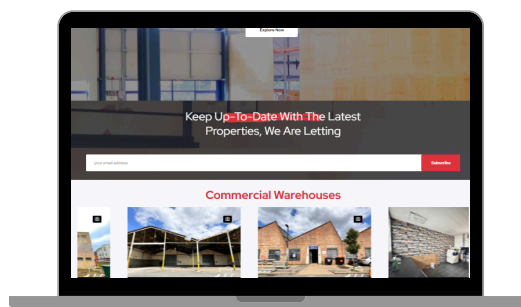 Explore Now
Keep Up-To-Date With The Latest
Properties, We Are Letting
your email address
Subscribe
Commercial Warehouses